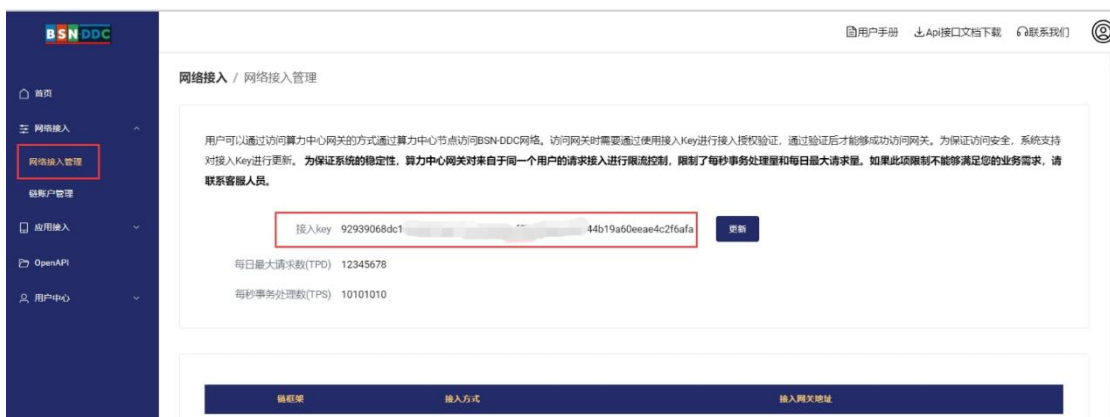 BSN DDC
用户手册 Api接口文档下载 联系我们
首页
网络接入
网络接入管理
链账户管理
应用接入
OpenAPI
用户中心
网络接入 / 网络接入管理
用户可以通过访问算力中心网关的方式通过算力中心节点访问BSN-DDC网络。访问网关时需要通过使用接入Key进行接入授权验证，通过验证后才能够成功访问网关。为保证访问安全，系统支持
对接入Key进行更新。为保证系统的稳定性，算力中心网关对来自于同一个用户的请求接入进行限流控制，限制了每秒事务处理量和每日最大请求量。如果此项限制不能够满足您的业务需求，请
联系客服人员。
接入key 92939068dc1 44b19a60eeae4c2f6afa 更新
每日最大请求数(TPD) 12345678
每秒事务处理数(TPS) 10101010
链框架 接入方式 接入网关地址